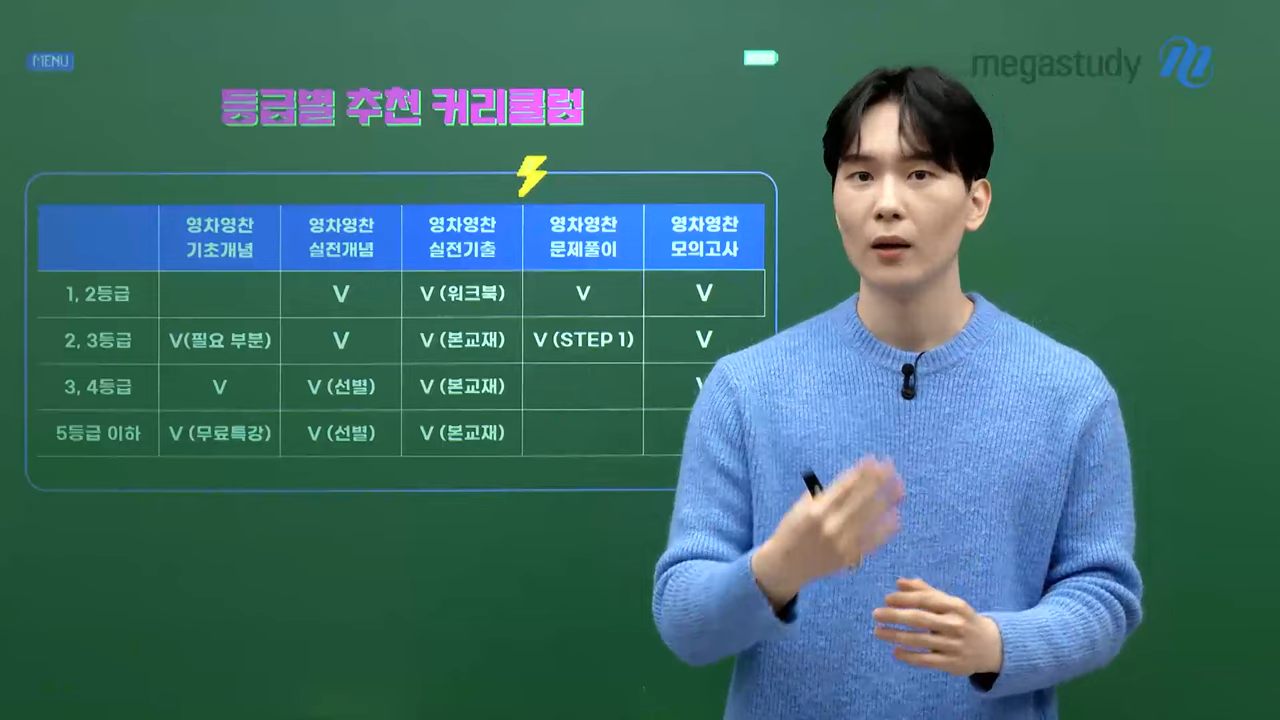 MENU
megastudy
등급별 추천 커리큘럼
영차영찬 기초개념
영차영찬 실전개념
영차영찬 실전기출
영차영찬 문제풀이
영차영찬 모의고사
1, 2등급 V V (워크북) V V
2, 3등급 V(필요 부분) V V (본교재) V (STEP 1) V
3, 4등급 V V (선별) V (본교재)
5등급 이하 V (무료특강) V (선별) V (본교재)